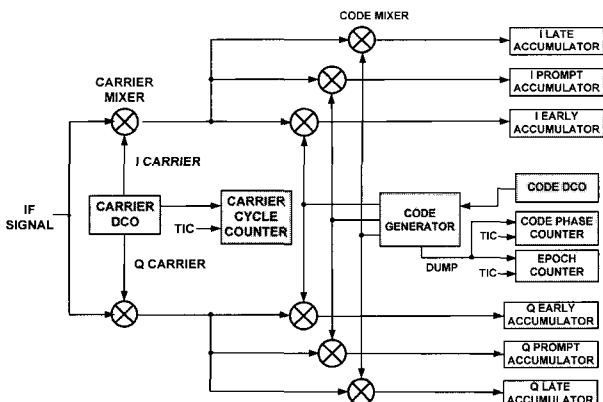 CODE MIXER
I LATE
ACCUMULATOR
I PROMPT
ACCUMULATOR
CARRIER
MIXER
I EARLY
ACCUMULATOR
I CARRIER
CODE DCO
IF
SIGNAL
CARRIER
DCO
CARRIER
CYCLE
COUNTER
TIC
CODE
GENERATOR
CODE PHASE
COUNTER
TIC
DUMP
EPOCH
COUNTER
TIC
Q CARRIER
Q EARLY
ACCUMULATOR
Q PROMPT
ACCUMULATOR
Q LATE
ACCUMULATOR